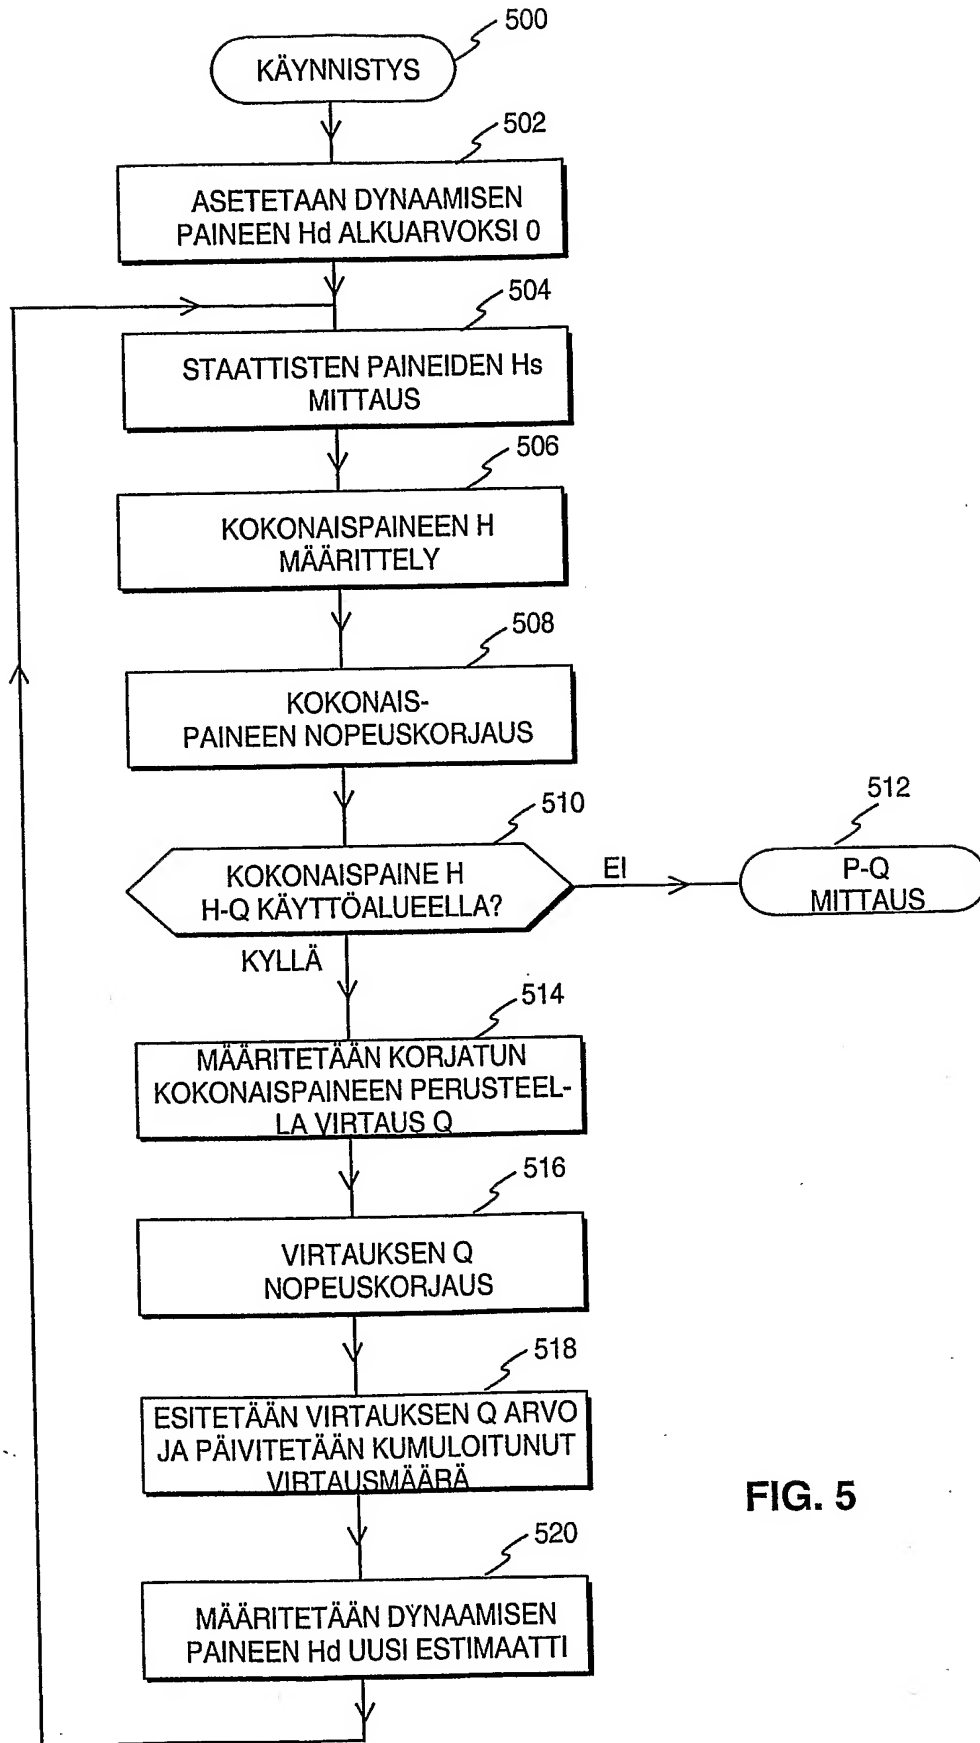 500
KÄYNNISTYS
502
ASETETAAN DYNAAMISEN
PAINEEN Hd ALKUARVOKSI 0
504
STAATTISTEN PAINEIDEN Hs
MITTAUS
506
KOKONAISPAINEEN H
MÄÄRITTELY
508
KOKONAIS-
PAINEEN NOPEUSKORJAUS
510
KOKONAISPAINE H
H-Q KÄYTTÖALUEELLA?
EI
512
P-Q
MITTAUS
KYLLÄ
514
MÄÄRITETÄÄN KORJATUN
KOKONAISPAINEEN PERUSTEEL-
LA VIRTAUS Q
516
VIRTAUKSEN Q
NOPEUSKORJAUS
518
ESITETÄÄN VIRTAUKSEN Q ARVO
JA PÄIVITETÄÄN KUMULOITUNUT
VIRTAUSMÄÄRÄ
FIG. 5
520
MÄÄRITETÄÄN DYNAAMISEN
PAINEEN Hd UUSI ESTIMAATTI